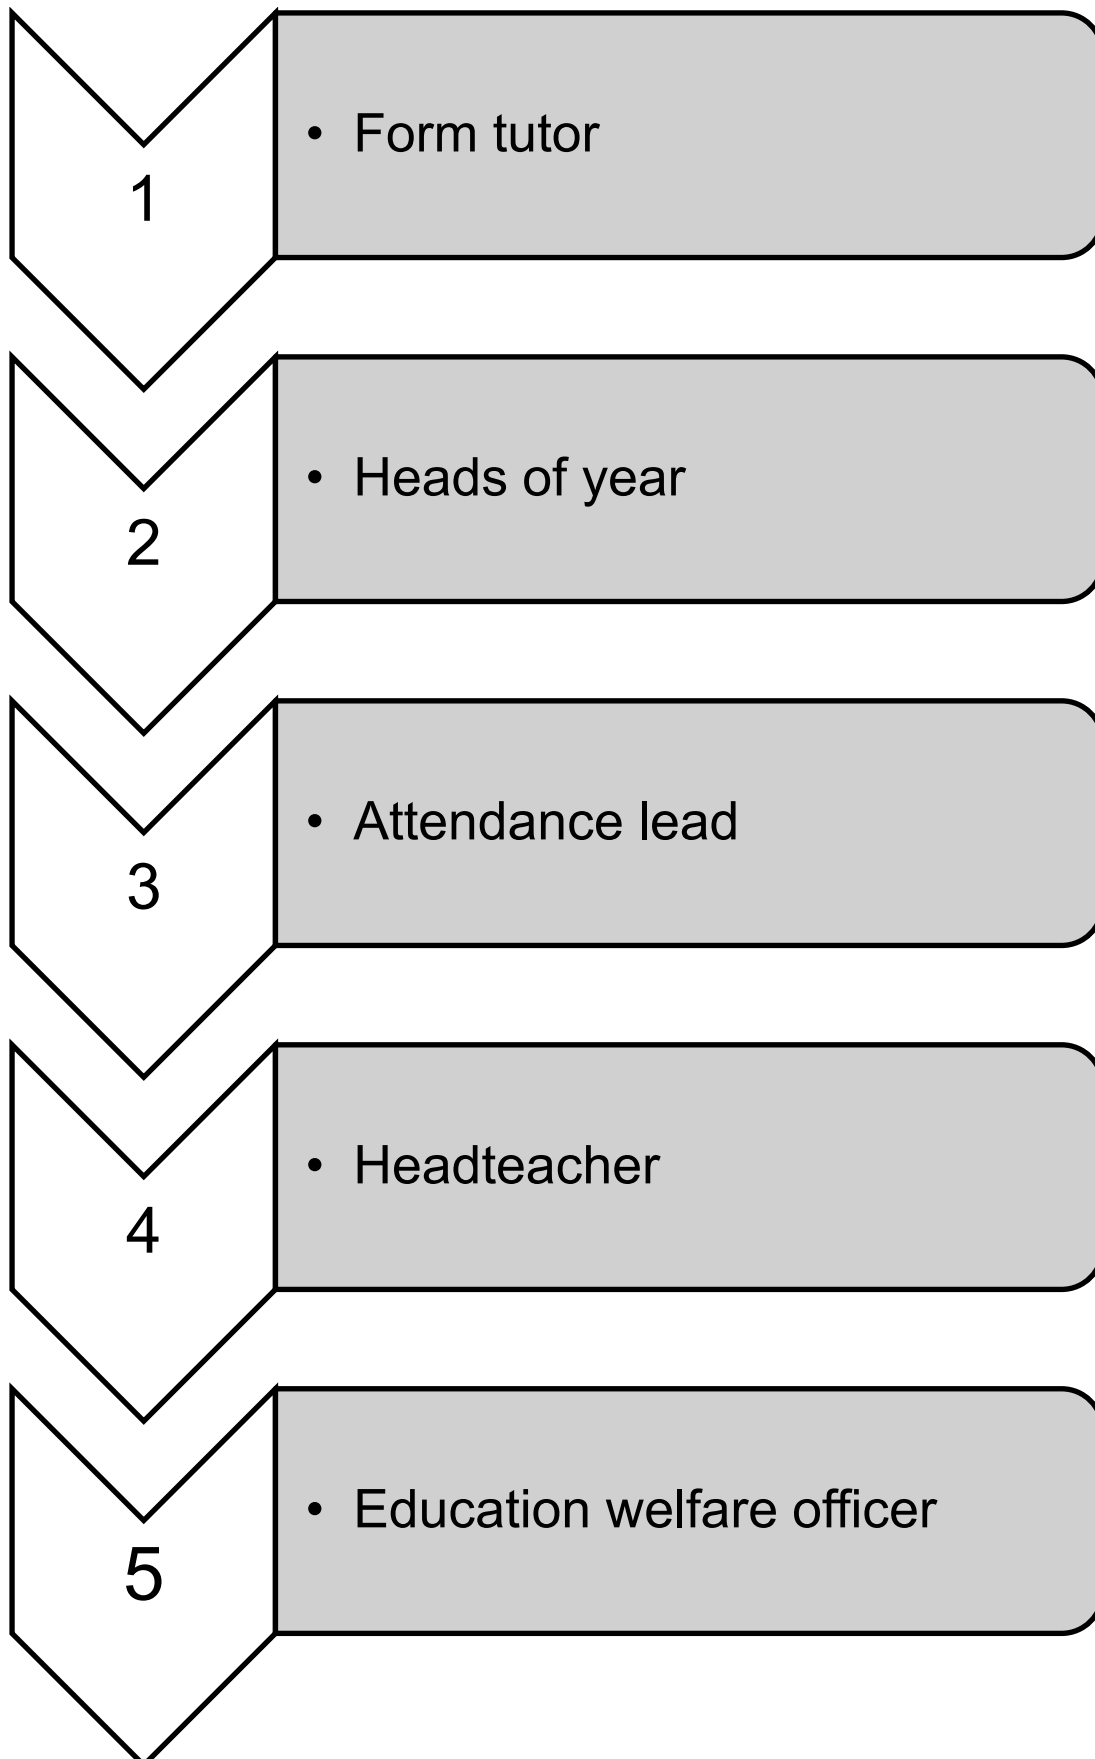 1
• Form tutor
2
• Heads of year
3
• Attendance lead
4
• Headteacher
5
• Education welfare officer